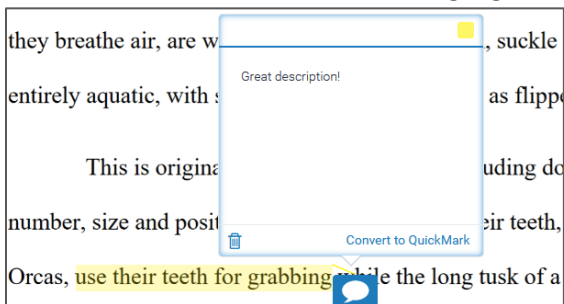 they breathe air, are w
, suckle
entirely aquatic, with
as flippe
This is origina
uding do
number, size and posit
eir teeth,
Orcas, use their teeth for grabbing while the long tusk of a
Great description!
Convert to QuickMark